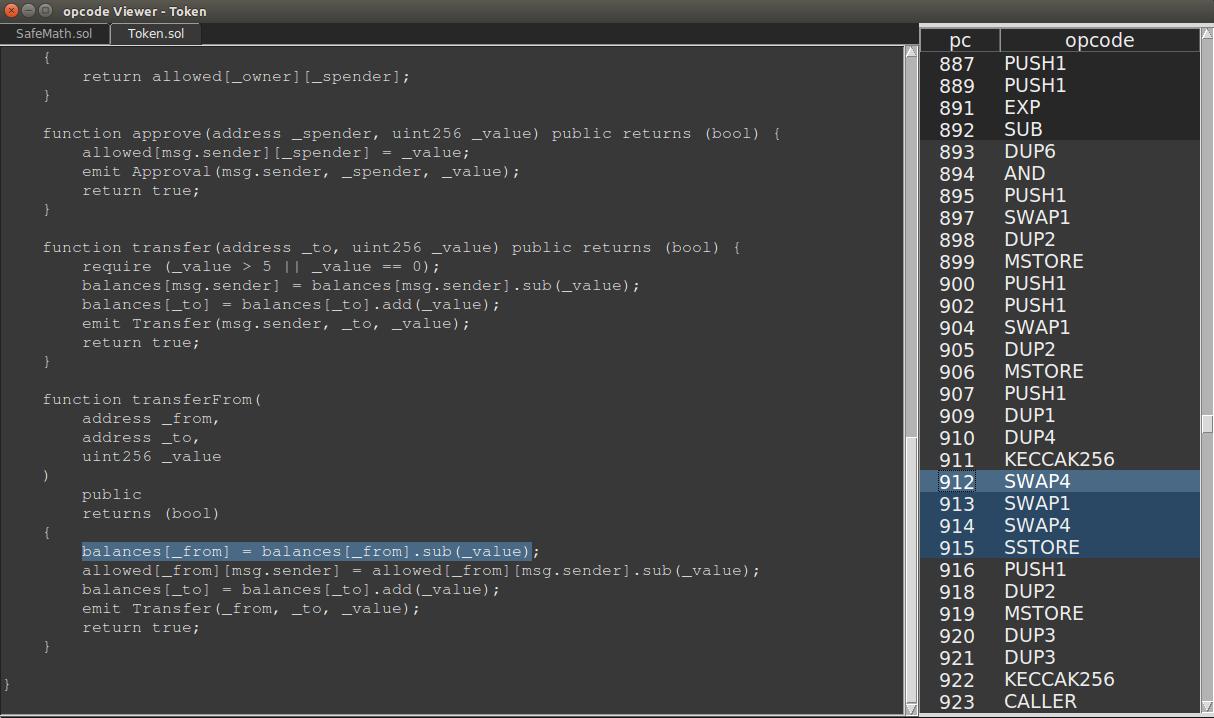 opcode Viewer - Token
SafeMath.sol Token.sol
    {
        return allowed[_owner][_spender];
    }

    function approve(address _spender, uint256 _value) public returns (bool) {
        allowed[msg.sender][_spender] = _value;
        emit Approval(msg.sender, _spender, _value);
        return true;
    }

    function transfer(address _to, uint256 _value) public returns (bool) {
        require (_value > 5 || _value == 0);
        balances[msg.sender] = balances[msg.sender].sub(_value);
        balances[_to] = balances[_to].add(_value);
        emit Transfer(msg.sender, _to, _value);
        return true;
    }

    function transferFrom(
        address _from,
        address _to,
        uint256 _value
    )
        public
        returns (bool)
    {
        balances[_from] = balances[_from].sub(_value);
        allowed[_from][msg.sender] = allowed[_from][msg.sender].sub(_value);
        balances[_to] = balances[_to].add(_value);
        emit Transfer(_from, _to, _value);
        return true;
    }

}
pc opcode
887 PUSH1
889 PUSH1
891 EXP
892 SUB
893 DUP6
894 AND
895 PUSH1
897 SWAP1
898 DUP2
899 MSTORE
900 PUSH1
902 PUSH1
904 SWAP1
905 DUP2
906 MSTORE
907 PUSH1
909 DUP1
910 DUP4
911 KECCAK256
912 SWAP4
913 SWAP1
914 SWAP4
915 SSTORE
916 PUSH1
918 DUP2
919 MSTORE
920 DUP3
921 DUP3
922 KECCAK256
923 CALLER